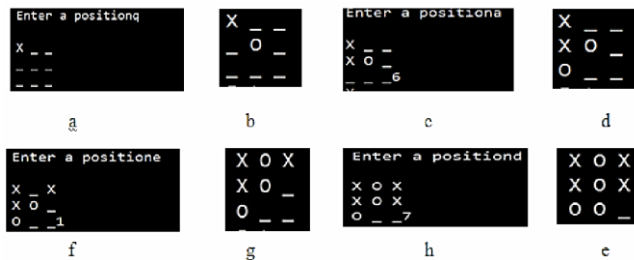 Enter a positionq
X _ _
_ _ _
_ _ _
a
X _ _
_ O _
_ _ _
b
Enter a positiona
X _ _
X O _
_ _ _6
c
X _ _
X O _
O _ _
d
Enter a positione
X _ X
X O _
O _ _1
f
X O X
X O _
O _ _
g
Enter a positiond
X O X
X O X
O _ _7
h
X O X
X O X
O O _
e